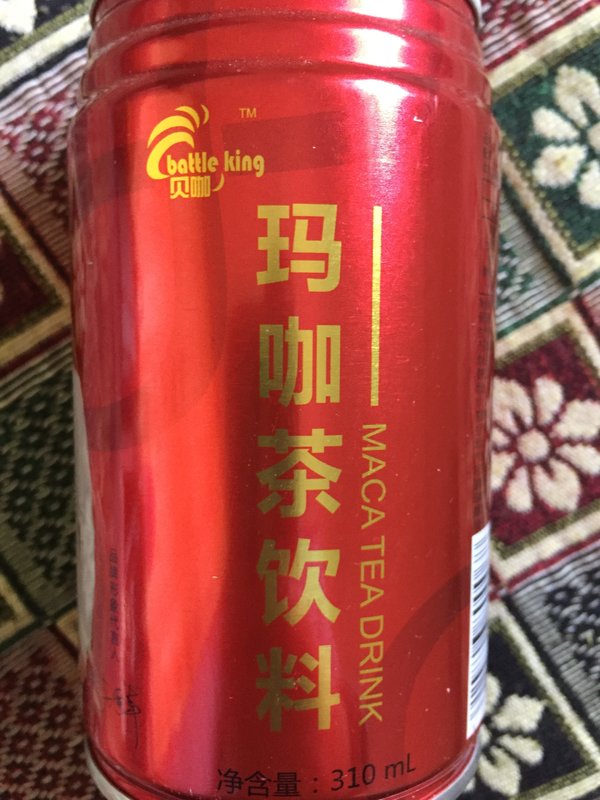 TM
battle king
贝咖
玛咖茶饮料
MACA TEA DRINK
净含量：310 mL